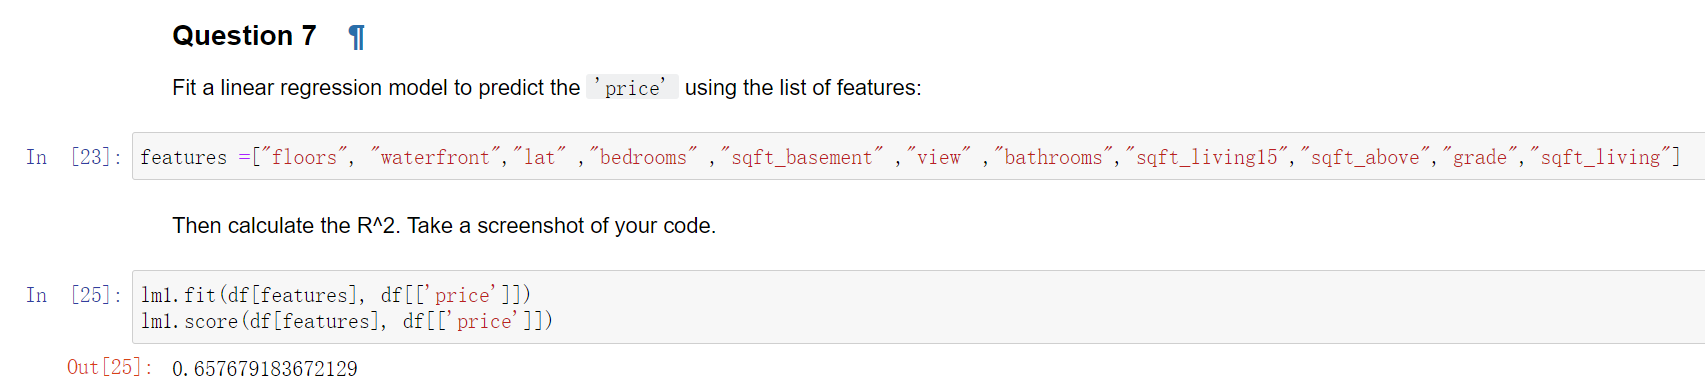 Question 7 ¶
Fit a linear regression model to predict the 'price' using the list of features:
In [23]: features =["floors", "waterfront","lat" ,"bedrooms" ,"sqft_basement" ,"view" ,"bathrooms","sqft_living15","sqft_above","grade","sqft_living"]
Then calculate the R^2. Take a screenshot of your code.
In [25]: lm1.fit(df[features], df[['price']])
lm1.score(df[features], df[['price']])
Out[25]: 0.657679183672129